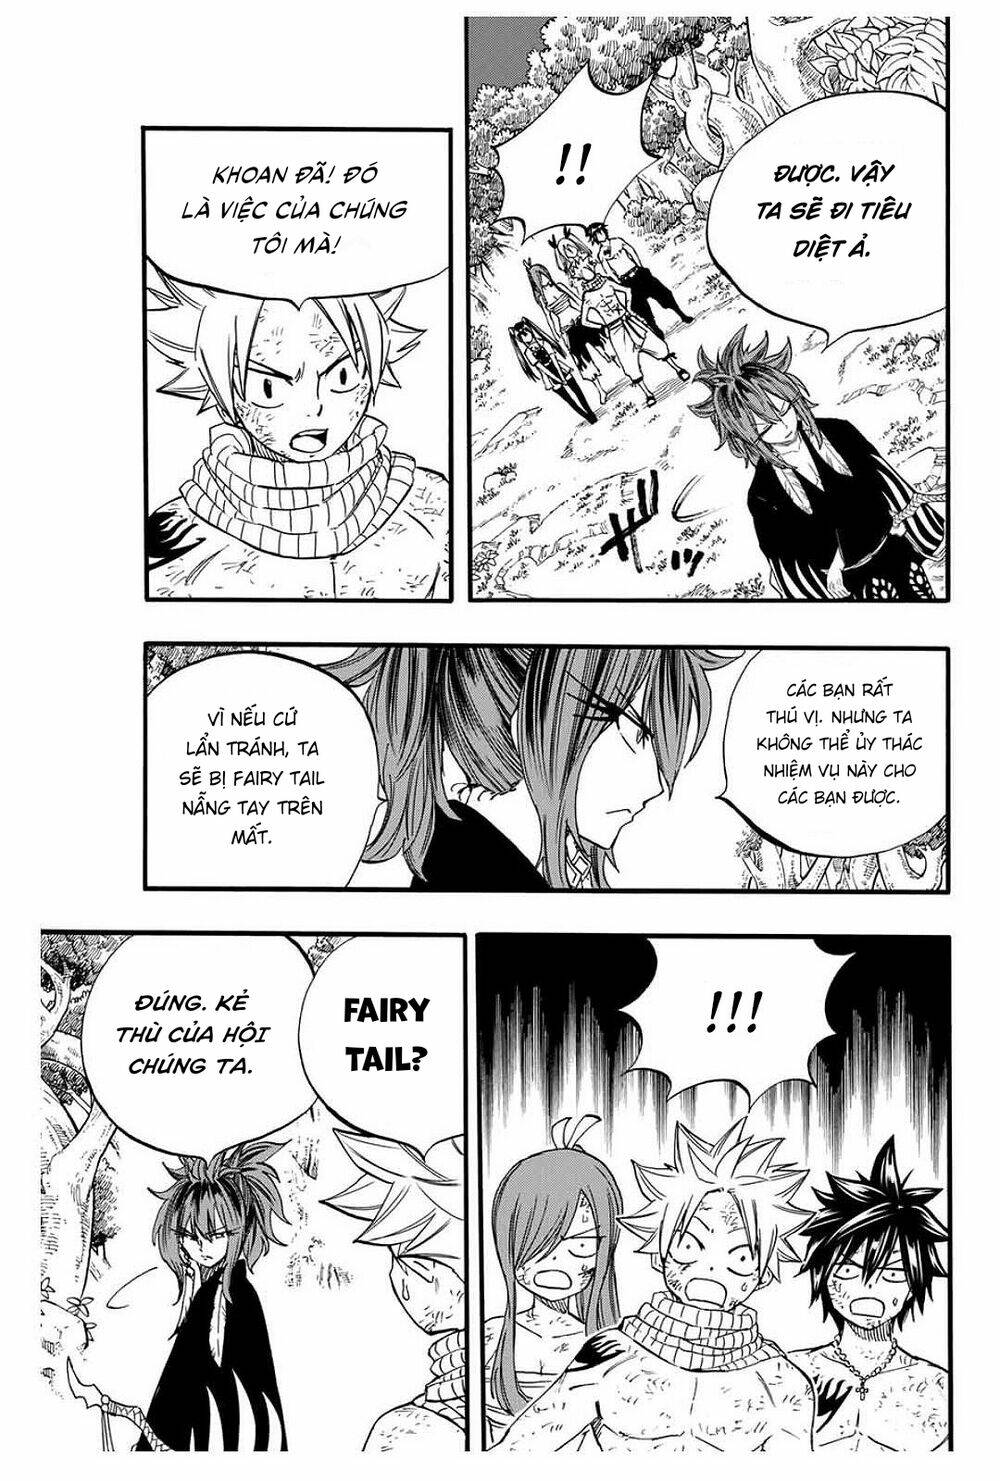 ĐƯỢC. VẬY
TA SẼ ĐI TIÊU
DIỆT Ả.
!!
KHOAN ĐÃ! ĐÓ
LÀ VIỆC CỦA CHÚNG
TÔI MÀ!
ザッ
CÁC BẠN RẤT
THÚ VỊ. NHƯNG TA
KHÔNG THỂ ỦY THÁC
NHIỆM VỤ NÀY CHO
CÁC BẠN ĐƯỢC.
VÌ NẾU CỨ
LẨN TRÁNH, TA
SẼ BỊ FAIRY TAIL
NẪNG TAY TRÊN
MẤT.
!!!
FAIRY
TAIL?
ĐÚNG. KẺ
THÙ CỦA HỘI
CHÚNG TA.